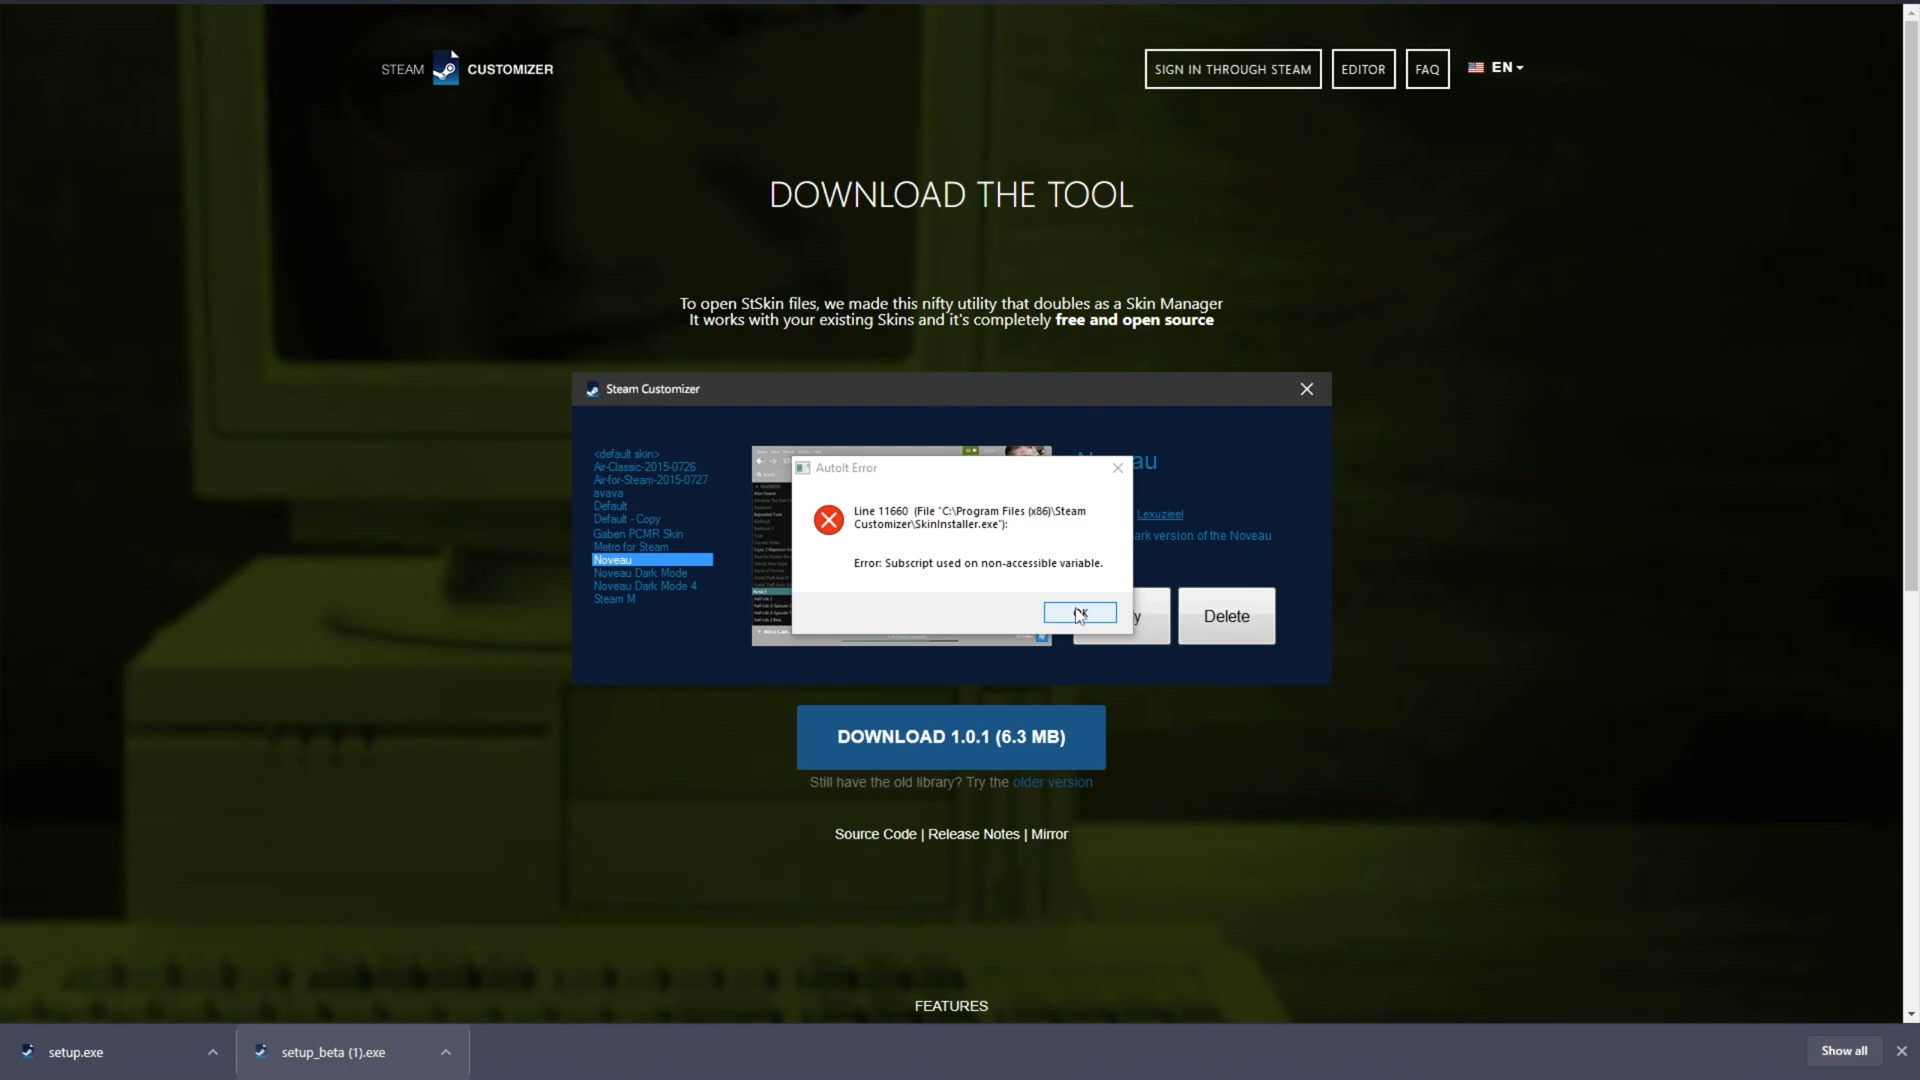 STEAM CUSTOMIZER
SIGN IN THROUGH STEAM
EDITOR
FAQ
EN
DOWNLOAD THE TOOL
To open StSkin files, we made this nifty utility that doubles as a Skin Manager
It works with your existing Skins and it's completely free and open source
Steam Customizer
<default skin>
Air-Classic-2015-0726
Air-for-Steam-2015-0727
avava
Default
Default - Copy
Gaben PCMR Skin
Metro for Steam
Noveau
Noveau Dark Mode
Noveau Dark Mode 4
Steam M
AutoIt Error
Line 11660 (File "C:\Program Files (x86)\Steam
Customizer\SkinInstaller.exe"):
Error: Subscript used on non-accessible variable.
OK
au
Lexuzieel
ark version of the Noveau
y
Delete
DOWNLOAD 1.0.1 (6.3 MB)
Still have the old library? Try the older version
Source Code | Release Notes | Mirror
FEATURES
setup.exe
setup_beta (1).exe
Show all